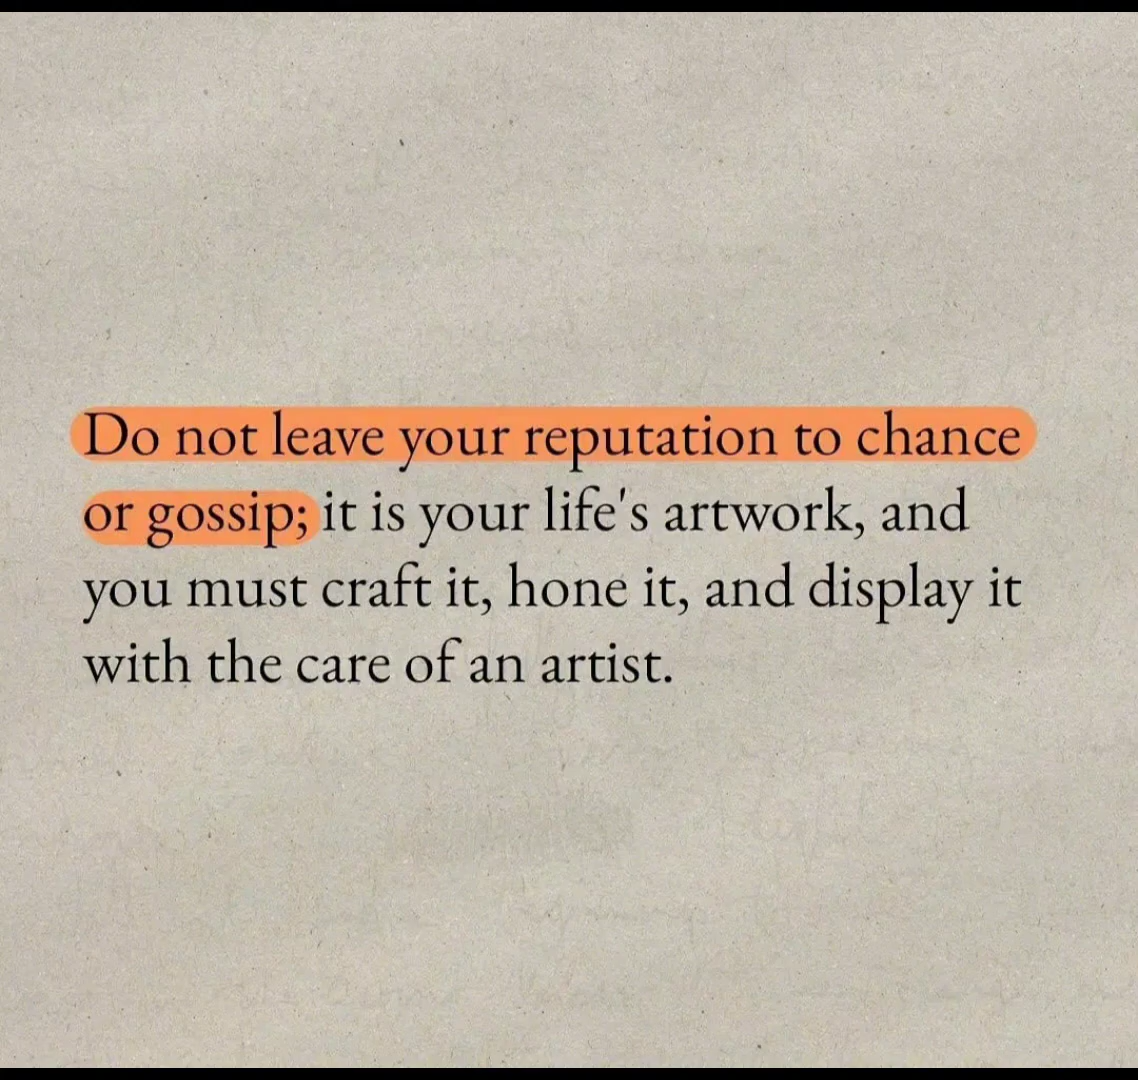 Do not leave your reputation to chance
or gossip; it is your life's artwork, and
you must craft it, hone it, and display it
with the care of an artist.